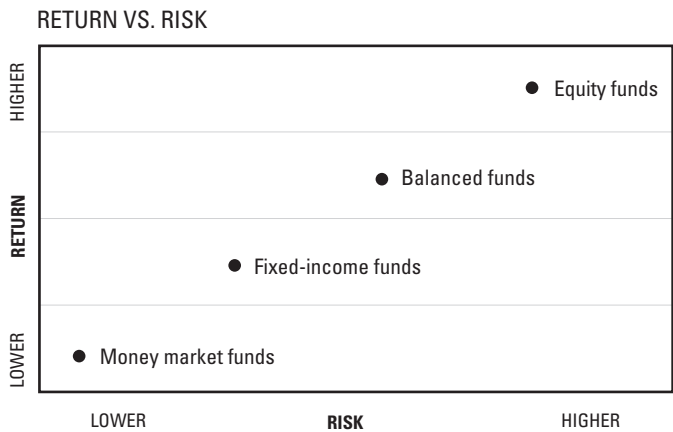 RETURN VS. RISK
HIGHER
Equity funds
Balanced funds
RETURN
Fixed-income funds
LOWER
Money market funds
LOWER
RISK
HIGHER